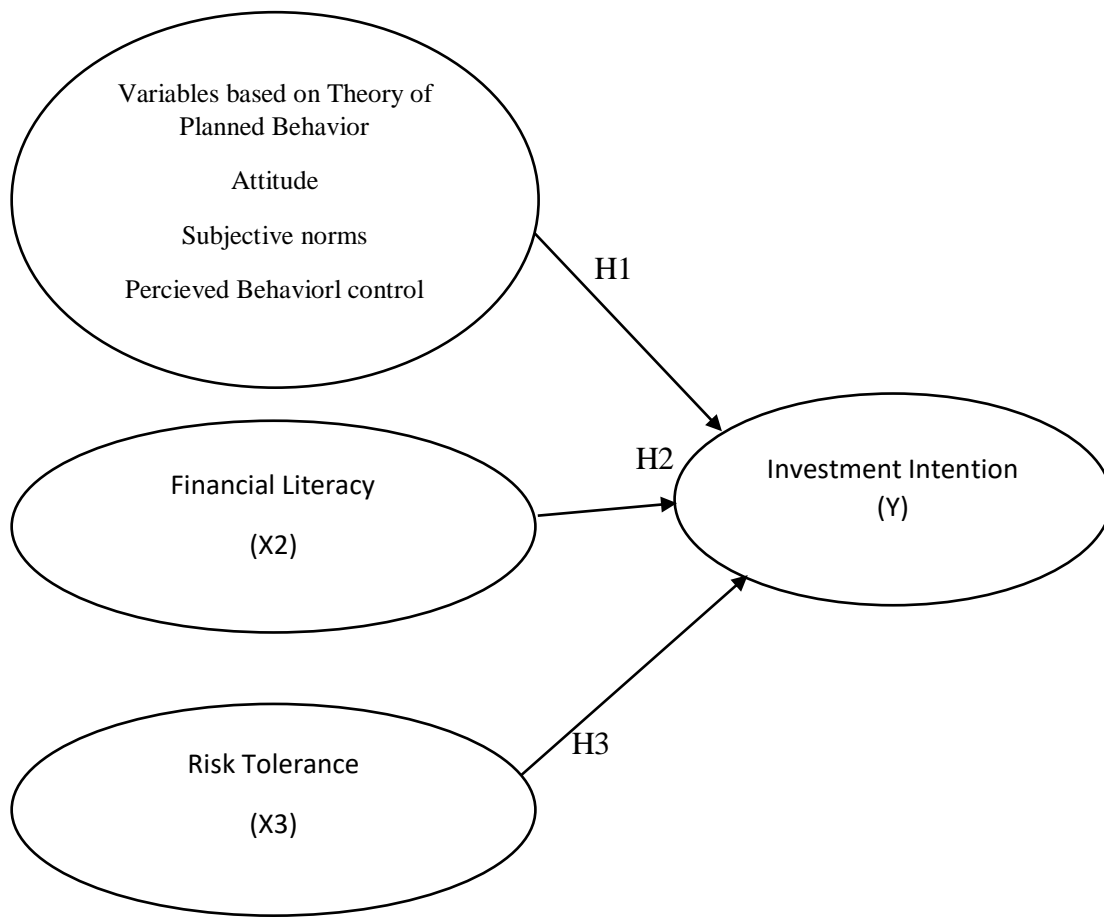 Variables based on Theory of
Planned Behavior
Attitude
Subjective norms
Percieved Behaviorl control
H1
H2
Financial Literacy
(X2)
Investment Intention
(Y)
Risk Tolerance
(X3)
H3